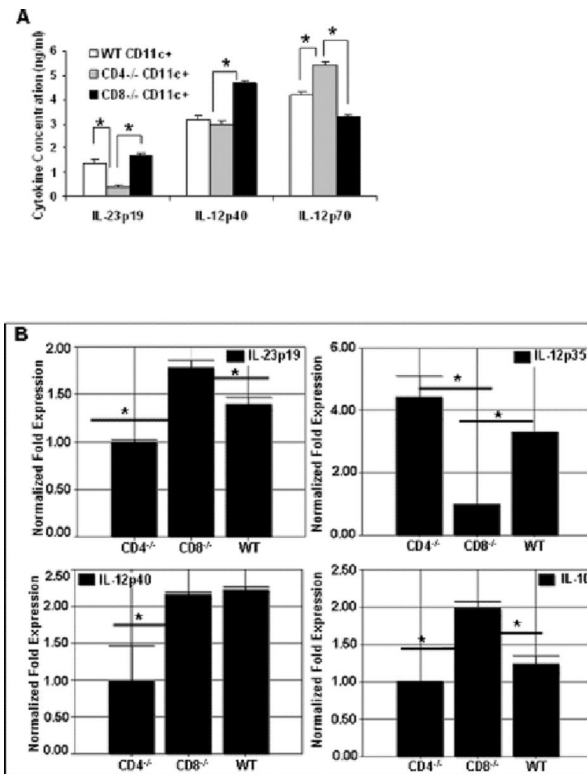 A
Cytokine Concentration (ng/ml)
6
5
4
3
2
1
0
WT CD11c+
CD4-/- CD11c+
CD8-/- CD11c+
* * * * *
IL-23p19 IL-12p40 IL-12p70
B
Normalized Fold Expression
2.00
1.50
1.00
0.50
0.00
IL-23p19
* *
CD4-/- CD8-/- WT
Normalized Fold Expression
6.00
4.00
2.00
0.00
IL-12p35
* *
CD4-/- CD8-/- WT
Normalized Fold Expression
2.50
2.00
1.50
1.00
0.50
0.00
IL-12p40
*
CD4-/- CD8-/- WT
Normalized Fold Expression
2.50
2.00
1.50
1.00
0.50
0.00
IL-10
* *
CD4-/- CD8-/- WT